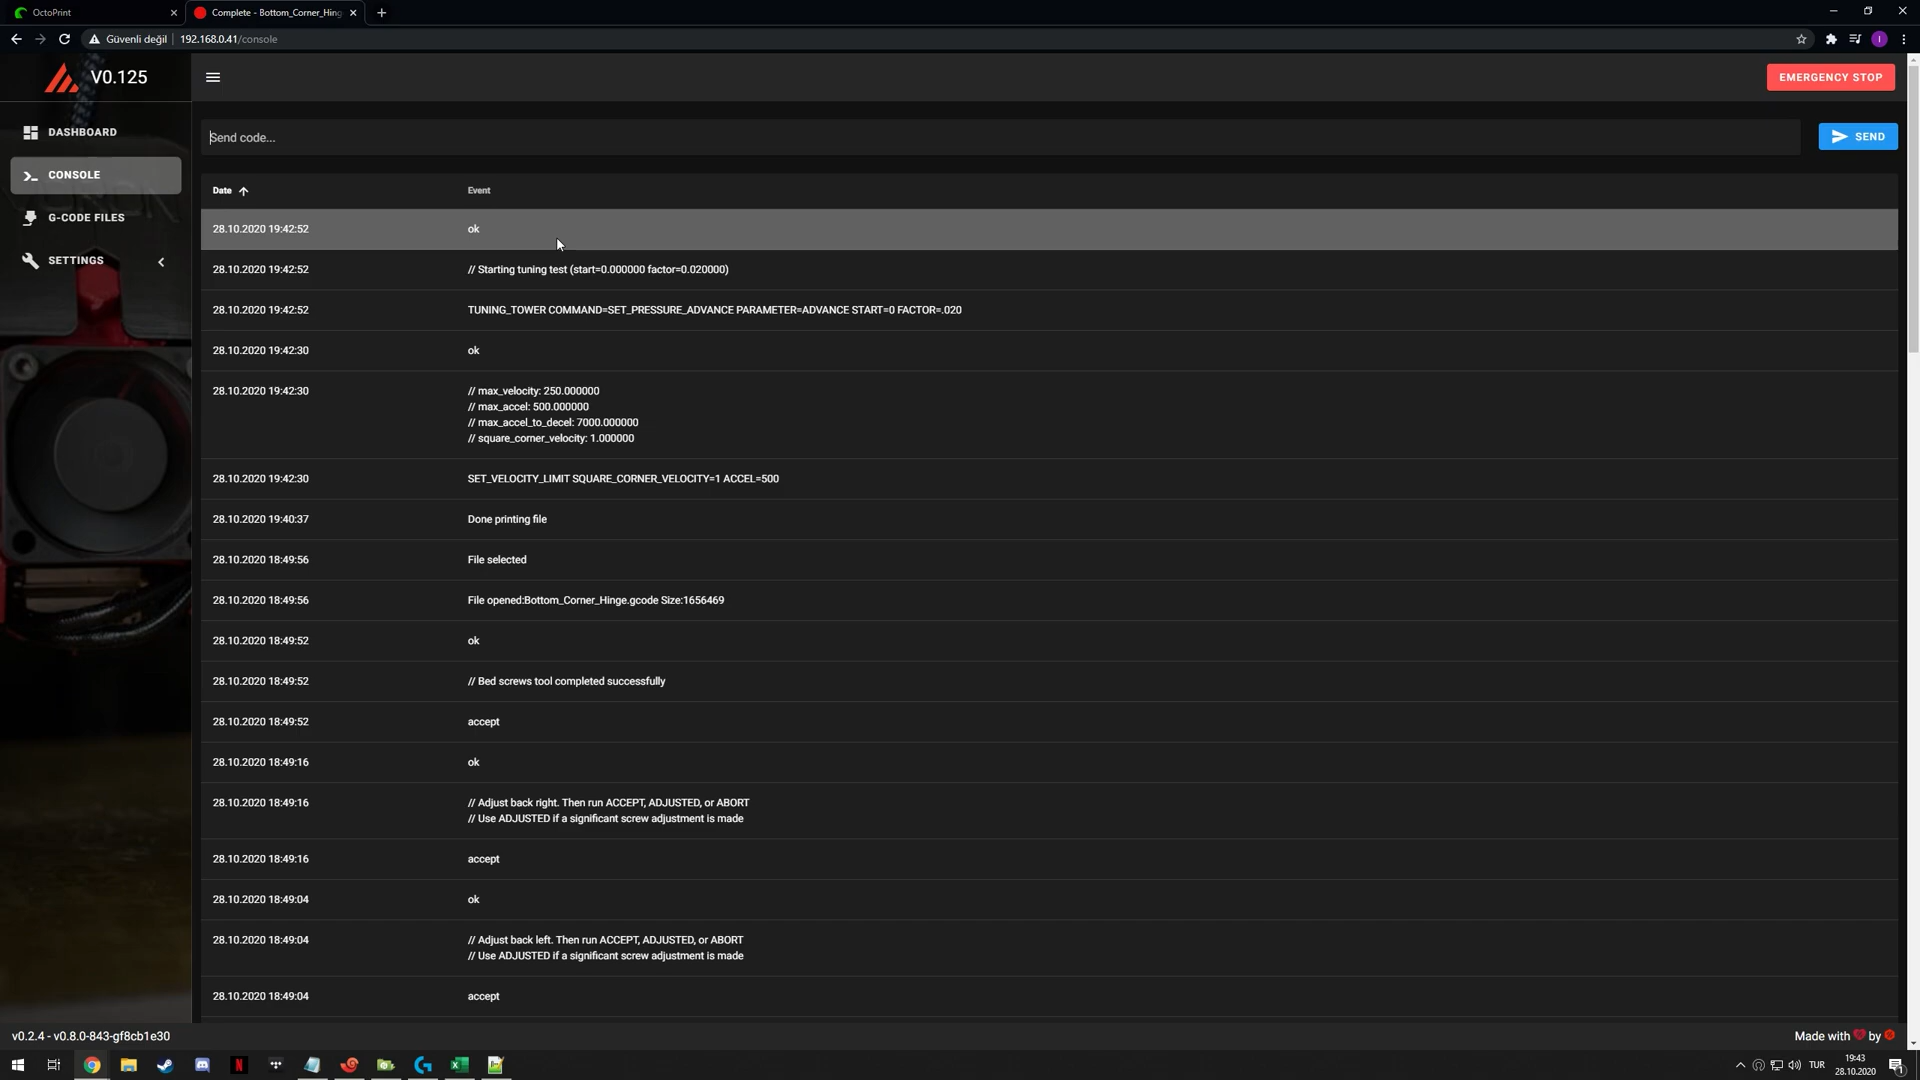 OctoPrint
Complete - Bottom_Corner_Hing
Güvenli değil
192.168.0.41/console
V0.125
EMERGENCY STOP
DASHBOARD
CONSOLE
G-CODE FILES
SETTINGS
Send code...
SEND
Date
Event
28.10.2020 19:42:52 ok
28.10.2020 19:42:52 // Starting tuning test (start=0.000000 factor=0.020000)
28.10.2020 19:42:52 TUNING_TOWER COMMAND=SET_PRESSURE_ADVANCE PARAMETER=ADVANCE START=0 FACTOR=.020
28.10.2020 19:42:30 ok
28.10.2020 19:42:30 // max_velocity: 250.000000
// max_accel: 500.000000
// max_accel_to_decel: 7000.000000
// square_corner_velocity: 1.000000
28.10.2020 19:42:30 SET_VELOCITY_LIMIT SQUARE_CORNER_VELOCITY=1 ACCEL=500
28.10.2020 19:40:37 Done printing file
28.10.2020 18:49:56 File selected
28.10.2020 18:49:56 File opened:Bottom_Corner_Hinge.gcode Size:1656469
28.10.2020 18:49:52 ok
28.10.2020 18:49:52 // Bed screws tool completed successfully
28.10.2020 18:49:52 accept
28.10.2020 18:49:16 ok
28.10.2020 18:49:16 // Adjust back right. Then run ACCEPT, ADJUSTED, or ABORT
// Use ADJUSTED if a significant screw adjustment is made
28.10.2020 18:49:16 accept
28.10.2020 18:49:04 ok
28.10.2020 18:49:04 // Adjust back left. Then run ACCEPT, ADJUSTED, or ABORT
// Use ADJUSTED if a significant screw adjustment is made
28.10.2020 18:49:04 accept
v0.2.4 - v0.8.0-843-gf8cb1e30
Made with by
TUR
19:43
28.10.2020